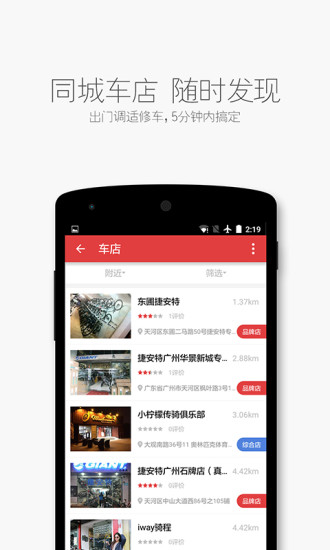 同城车店 随时发现
出门调适修车，5分钟内搞定
2:19
车店
附近
筛选
东圃捷安特
1.37km
1评价
天河区东圃二马路50号捷安特专...
品牌店
捷安特广州华景新城专...
2.88km
1评价
广东省广州市天河区枫叶路3号1...
品牌店
小柠檬传骑俱乐部
3.06km
0评价
大观南路36号11 奥林匹克体育...
综合店
捷安特广州石牌店（真...
4.42km
6评价
天河区中山大道西86号之105铺
品牌店
GIANT
iway骑程
4.42km
0评价